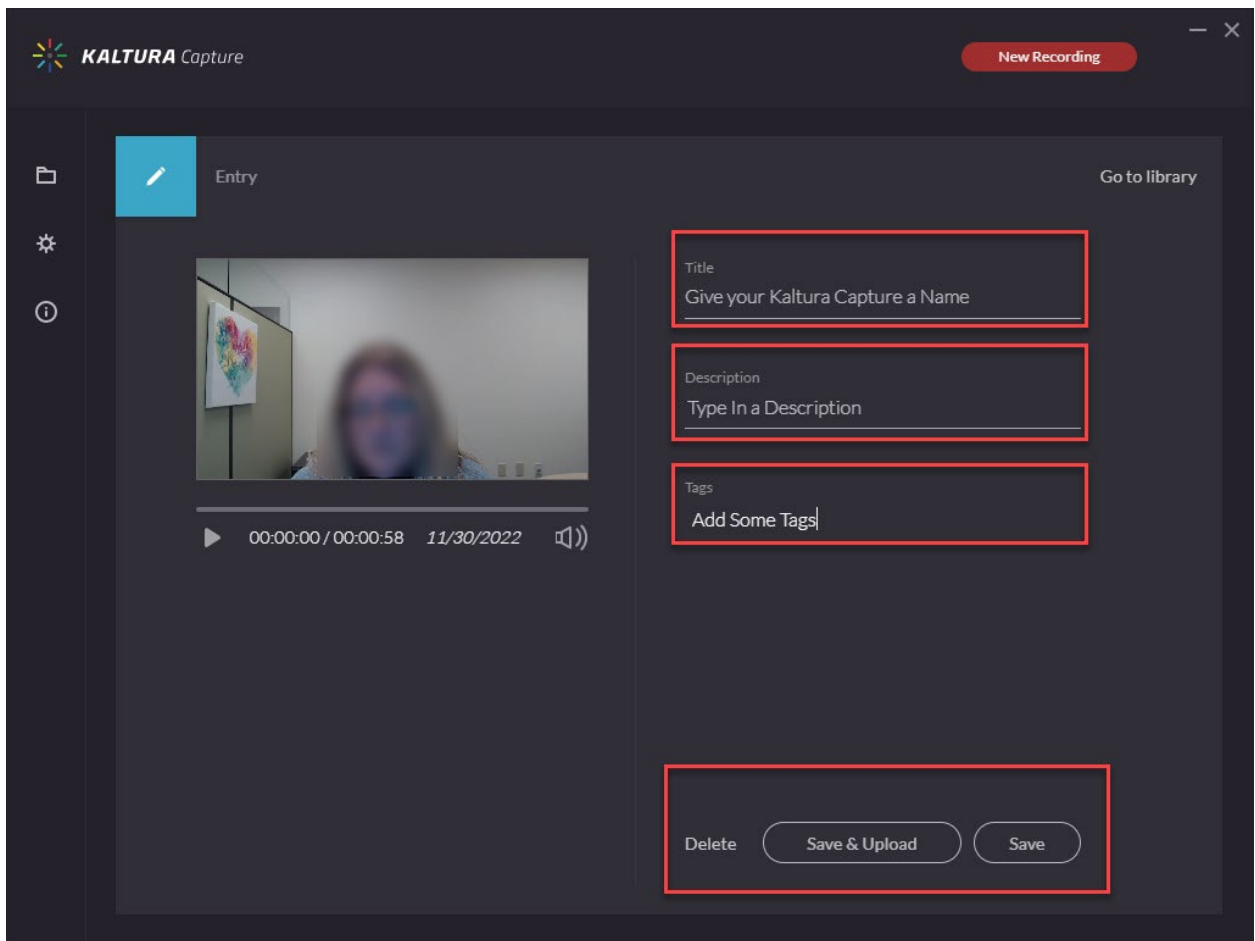 KALTURA Capture
New Recording
Entry
Go to library
Title
Give your Kaltura Capture a Name
Description
Type In a Description
Tags
Add Some Tags
00:00:00 / 00:00:58 11/30/2022
Delete Save & Upload Save